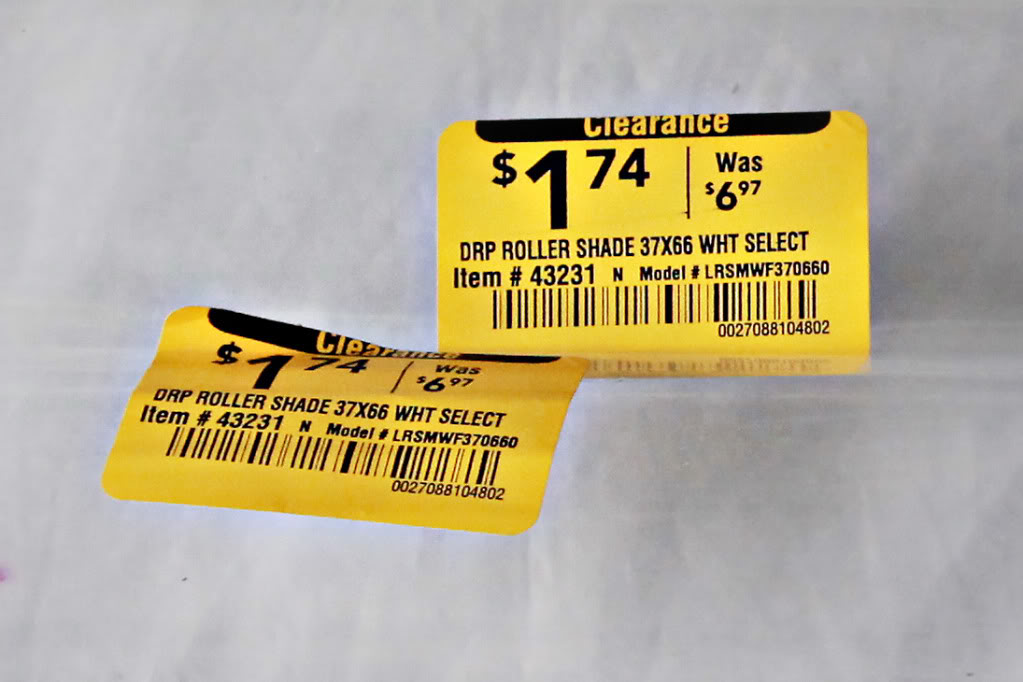 Clearance
$1 74
Was
$6 97
DRP ROLLER SHADE 37X66 WHT SELECT
Item # 43231 N Model # LRSMWF370660
0027088104802
Clearance
$1 74
Was
$6 97
DRP ROLLER SHADE 37X66 WHT SELECT
Item # 43231 N Model # LRSMWF370660
0027088104802